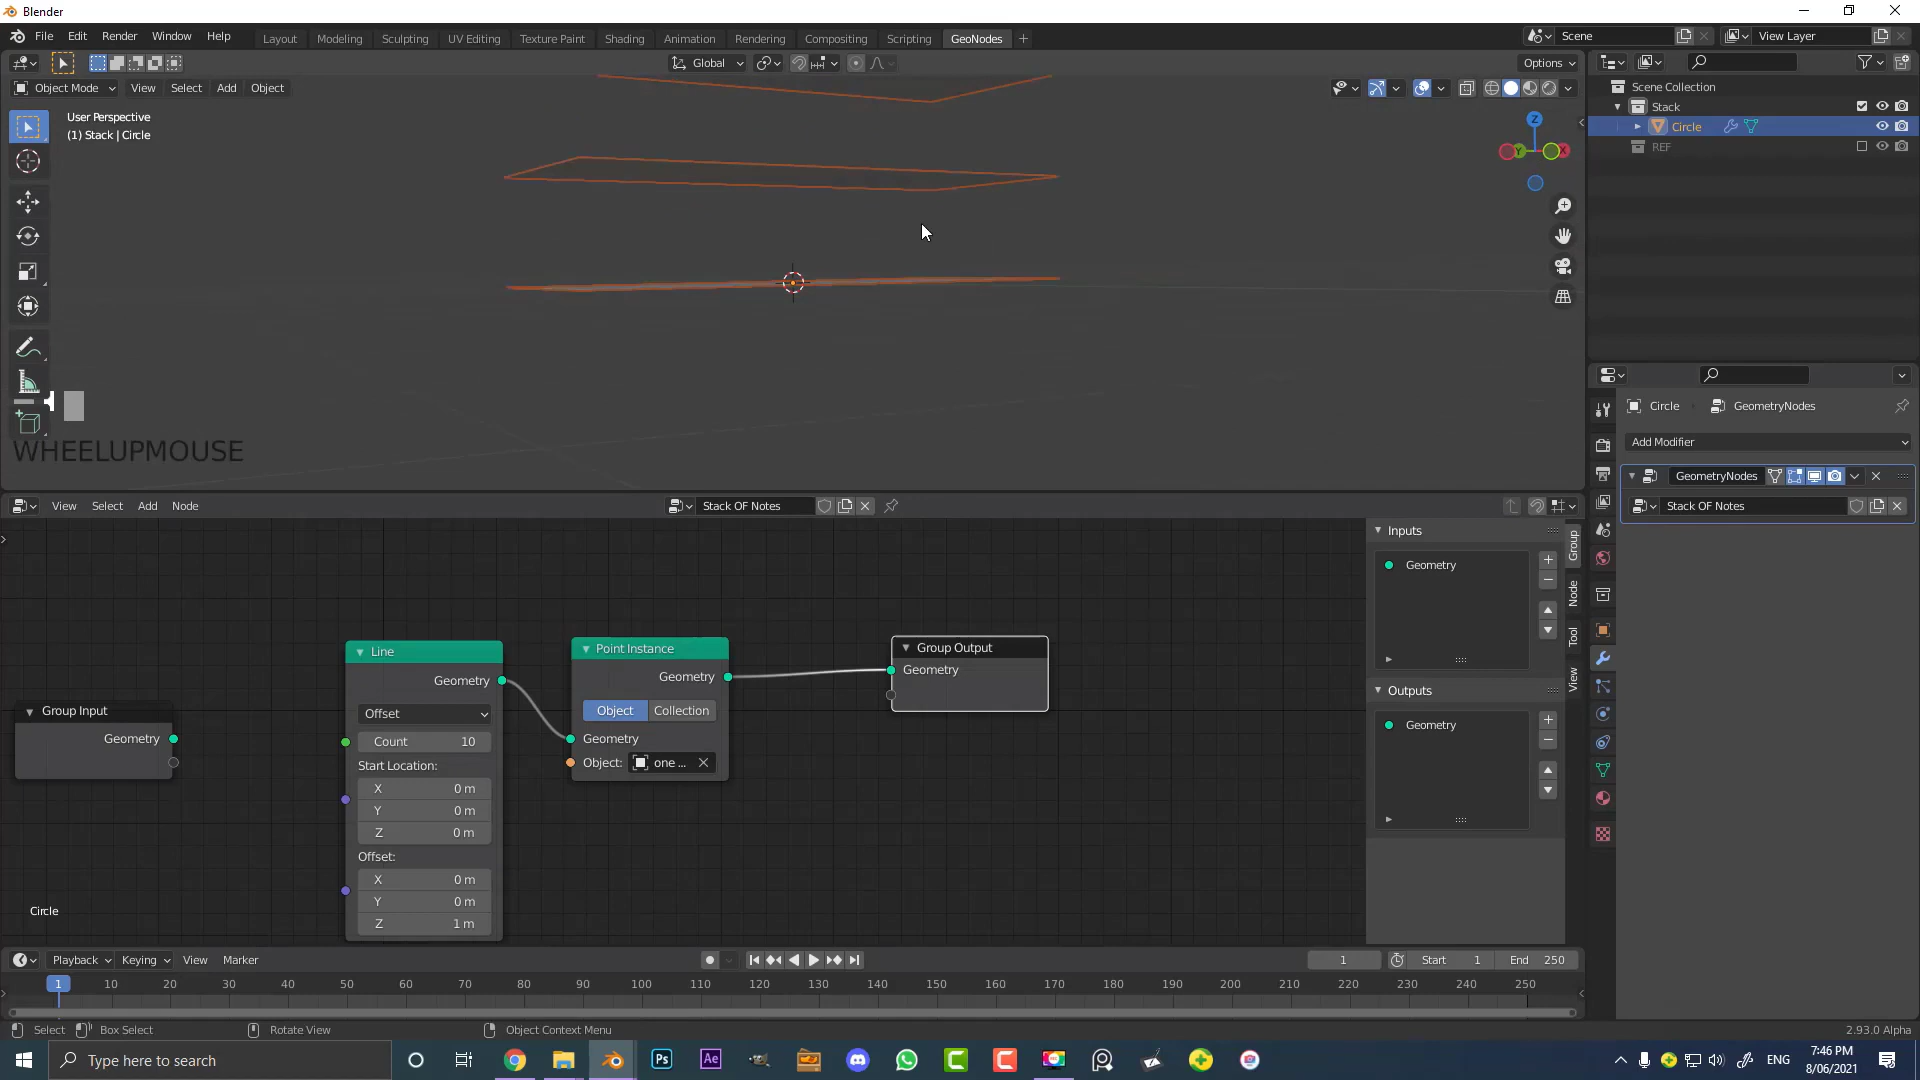 Blender
File Edit Render Window Help
Layout Modeling Sculpting UV Editing Texture Paint Shading Animation Rendering Compositing Scripting GeoNodes
Scene
View Layer
Global
Options
Object Mode View Select Add Object
User Perspective
(1) Stack | Circle
Z
Y
X
Scene Collection
Stack
Circle
REF
WHEELUPMOUSE
Circle GeometryNodes
Add Modifier
GeometryNodes
Stack OF Notes
View Select Add Node
Stack OF Notes
Group Input
Geometry
Line
Geometry
Offset
Count 10
Start Location:
X 0 m
Y 0 m
Z 0 m
Offset:
X 0 m
Y 0 m
Z 1 m
Point Instance
Geometry
Object Collection
Geometry
Object: one ...
Group Output
Geometry
Inputs
Geometry
Outputs
Geometry
Group
Node
Tool
View
Circle
Playback Keying View Marker
1
Start 1
End 250
1 10 20 30 40 50 60 70 80 90 100 110 120 130 140 150 160 170 180 190 200 210 220 230 240 250
Select Box Select Rotate View Object Context Menu
2.93.0 Alpha
Type here to search
Ps
Ae
ENG
7:46 PM
8/06/2021